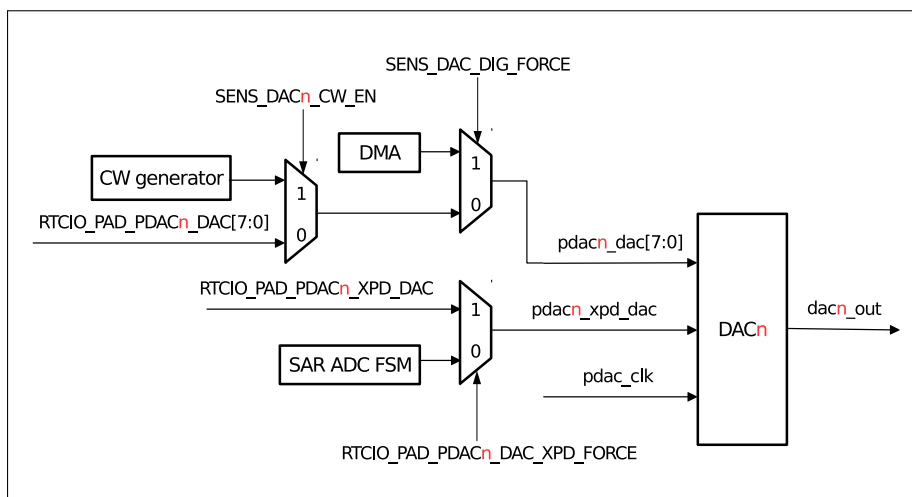 SENS_DAC_DIG_FORCE
SENS_DACn_CW_EN
DMA
1
0
CW generator
1
0
RTCIO_PAD_PDACn_DAC[7:0]
pdacn_dac[7:0]
RTCIO_PAD_PDACn_XPD_DAC
1
0
pdacn_xpd_dac
DACn
dacn_out
SAR ADC FSM
pdac_clk
RTCIO_PAD_PDACn_DAC_XPD_FORCE